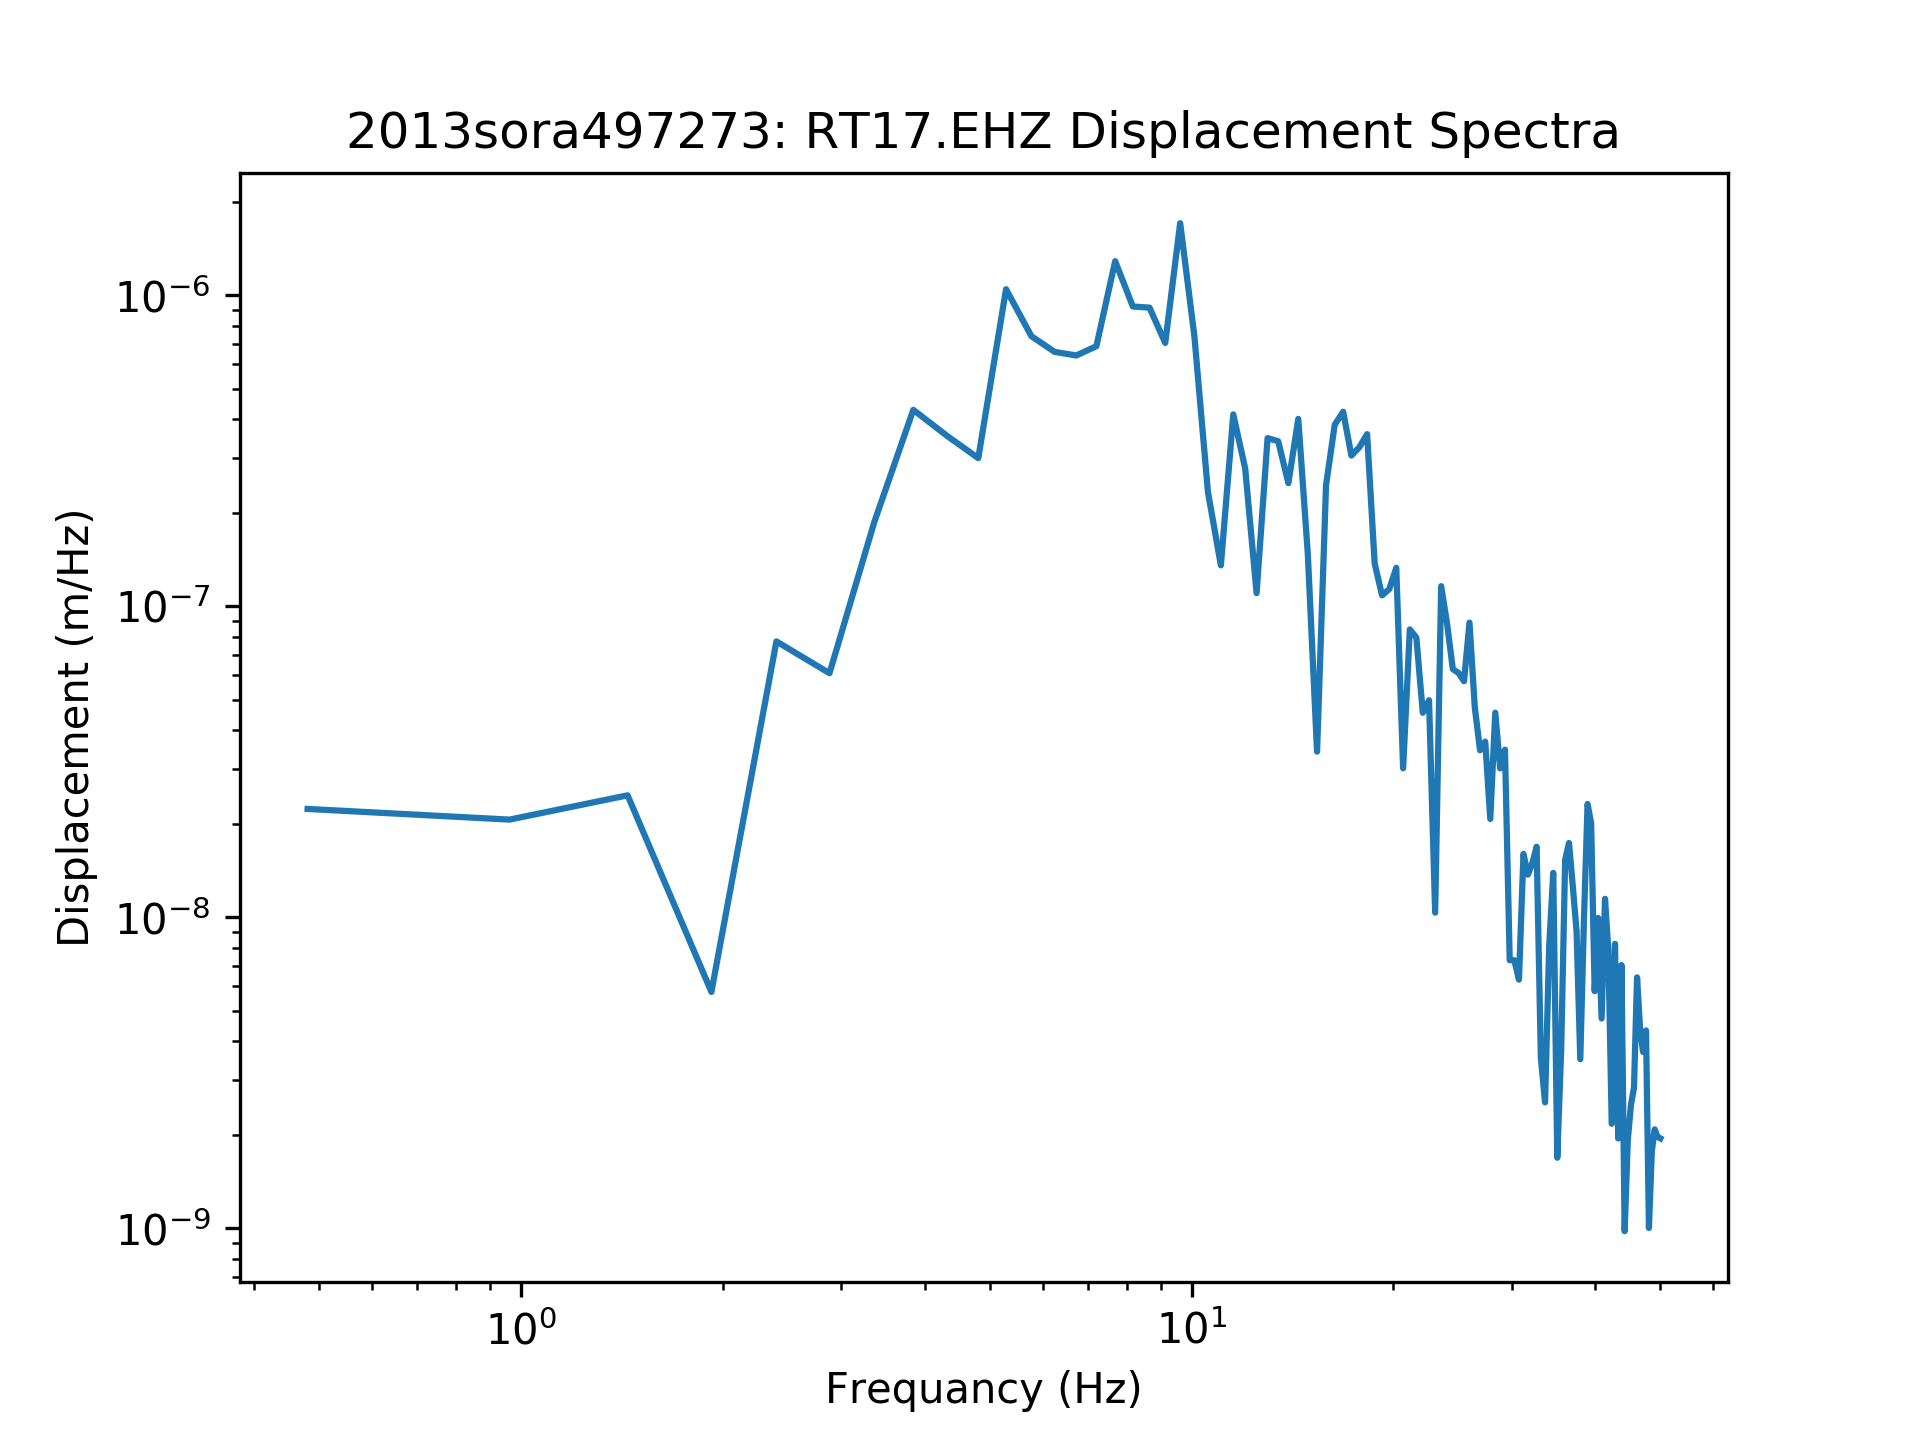 2013sora497273: RT17.EHZ Displacement Spectra
Displacement (m/Hz)
10⁻⁶
10⁻⁷
10⁻⁸
10⁻⁹
10⁰ 10¹
Frequancy (Hz)